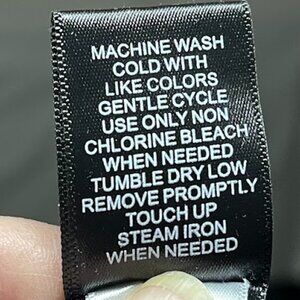 MACHINE WASH
COLD WITH
LIKE COLORS
GENTLE CYCLE
USE ONLY NON
CHLORINE BLEACH
WHEN NEEDED
TUMBLE DRY LOW
REMOVE PROMPTLY
TOUCH UP
STEAM IRON
WHEN NEEDED